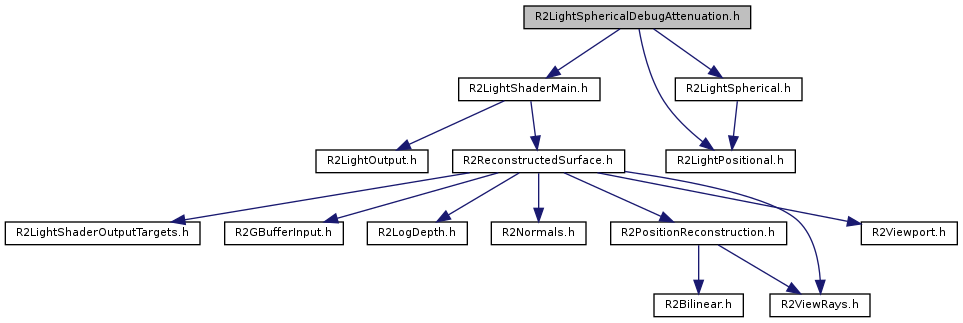 R2LightSphericalDebugAttenuation.h
R2LightShaderMain.h
R2LightSpherical.h
R2LightOutput.h
R2ReconstructedSurface.h
R2LightPositional.h
R2LightShaderOutputTargets.h
R2GBufferInput.h
R2LogDepth.h
R2Normals.h
R2PositionReconstruction.h
R2Viewport.h
R2Bilinear.h
R2ViewRays.h